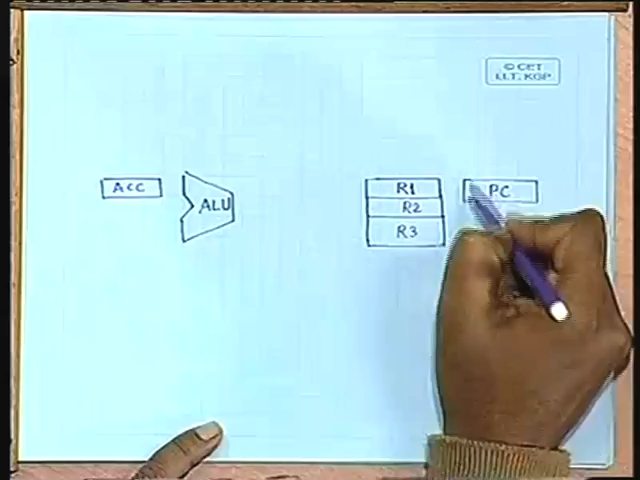 © CET
I.I.T. KGP
ACC
ALU
R1
R2
R3
PC